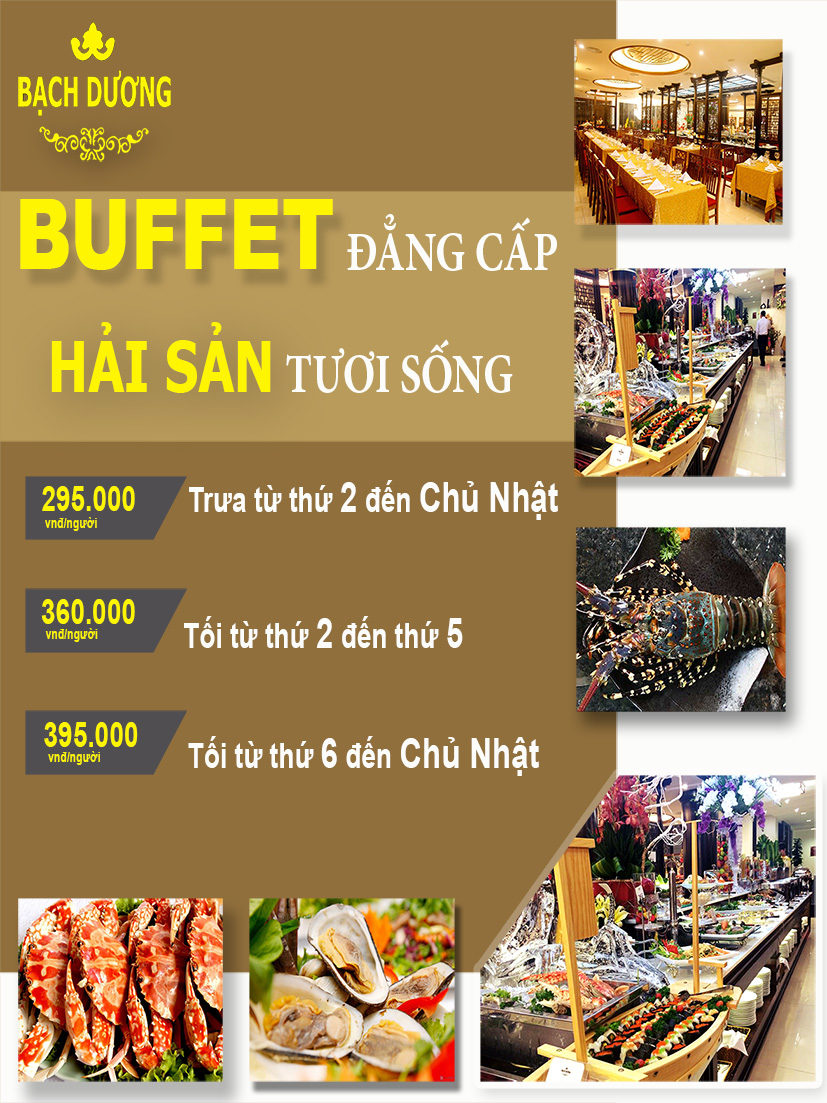 BẠCH DƯƠNG
BUFFET ĐẲNG CẤP
HẢI SẢN TƯƠI SỐNG
295.000 Trưa từ thứ 2 đến Chủ Nhật
vnđ/người
360.000
vnđ/người Tối từ thứ 2 đến thứ 5
395.000
vnđ/người Tối từ thứ 6 đến Chủ Nhật